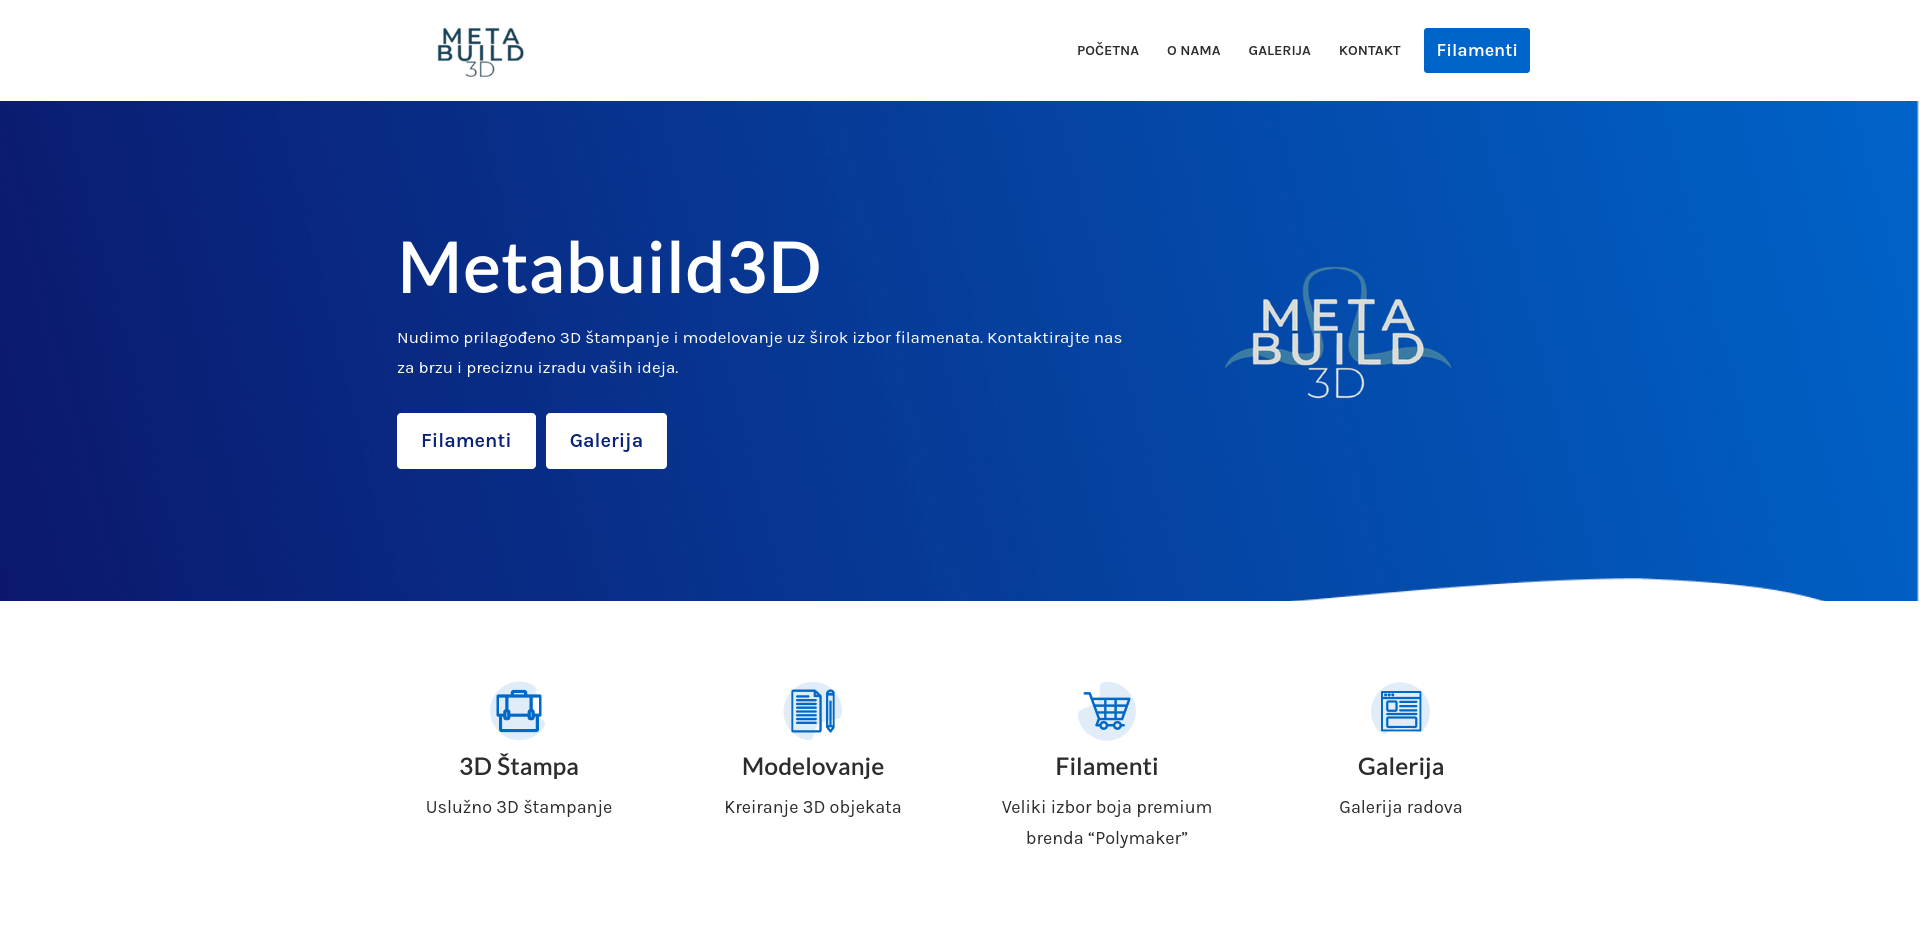 META
BUILD
3D
POČETNA
O NAMA
GALERIJA
KONTAKT
Filamenti
Metabuild3D
Nudimo prilagođeno 3D štampanje i modelovanje uz širok izbor filamenata. Kontaktirajte nas
za brzu i preciznu izradu vaših ideja.
Filamenti
Galerija
META
BUILD
3D
3D Štampa
Uslužno 3D štampanje
Modelovanje
Kreiranje 3D objekata
Filamenti
Veliki izbor boja premium
brenda “Polymaker”
Galerija
Galerija radova